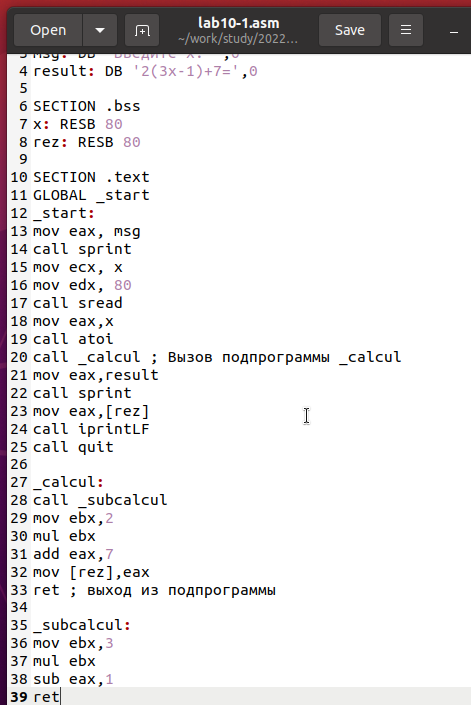 Open
lab10-1.asm
~/work/study/2022...
Save
3 msg: DB 'Введите x: ',0
4 result: DB '2(3x-1)+7=',0
5
6 SECTION .bss
7 x: RESB 80
8 rez: RESB 80
9
10 SECTION .text
11 GLOBAL _start
12 _start:
13 mov eax, msg
14 call sprint
15 mov ecx, x
16 mov edx, 80
17 call sread
18 mov eax,x
19 call atoi
20 call _calcul ; Вызов подпрограммы _calcul
21 mov eax,result
22 call sprint
23 mov eax,[rez]
24 call iprintLF
25 call quit
26
27 _calcul:
28 call _subcalcul
29 mov ebx,2
30 mul ebx
31 add eax,7
32 mov [rez],eax
33 ret ; выход из подпрограммы
34
35 _subcalcul:
36 mov ebx,3
37 mul ebx
38 sub eax,1
39 ret